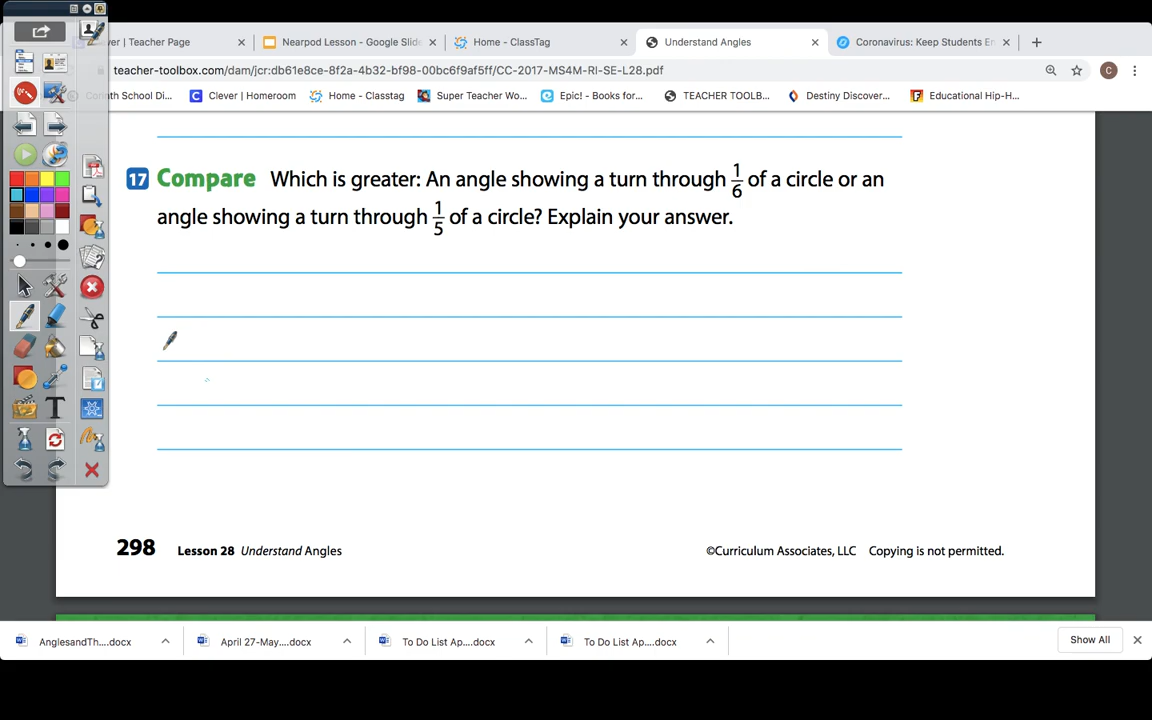 ver | Teacher Page
Nearpod Lesson - Google Slide
Home - ClassTag
Understand Angles
Coronavirus: Keep Students En
teacher-toolbox.com/dam/jcr:db61e8ce-8f2a-4b32-bf98-00bc6f9af5ff/CC-2017-MS4M-RI-SE-L28.pdf
C
orinth School Di...
Clever | Homeroom
Home - Classtag
Super Teacher Wo...
Epic! - Books for...
TEACHER TOOLB...
Destiny Discover...
Educational Hip-H...
17 Compare Which is greater: An angle showing a turn through 1/6 of a circle or an
angle showing a turn through 1/5 of a circle? Explain your answer.
298 Lesson 28 Understand Angles
©Curriculum Associates, LLC Copying is not permitted.
AnglesandTh....docx
April 27-May....docx
To Do List Ap....docx
To Do List Ap....docx
Show All